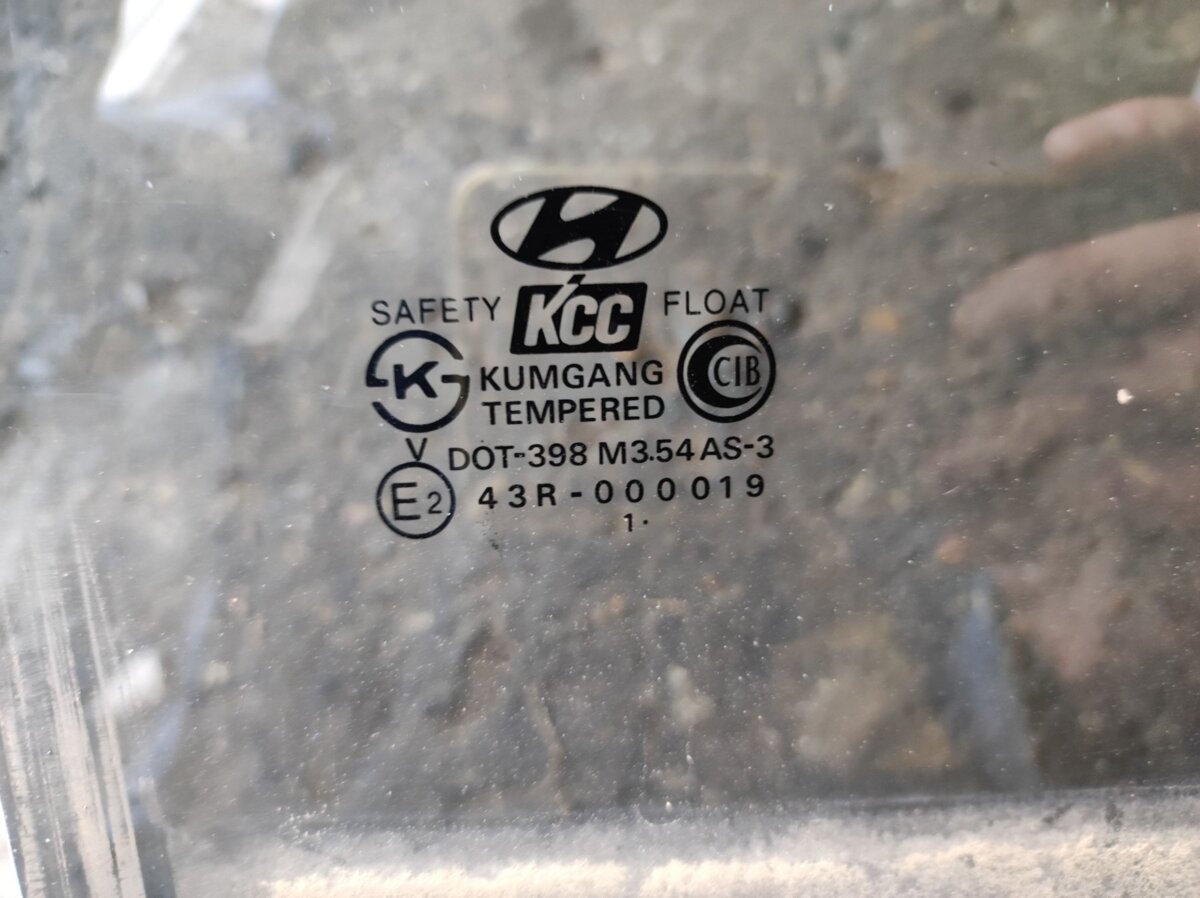 SAFETY KCC FLOAT
K KUMGANG CIB
TEMPERED
V DOT-398 M3.54 AS-3
E2 43R-000019
1·